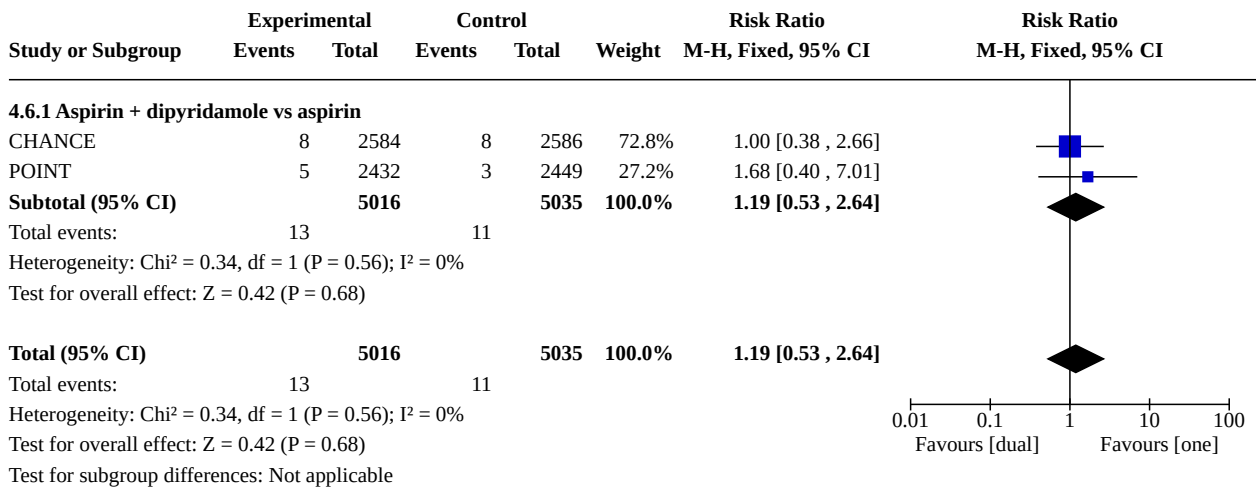 Experimental Control Risk Ratio Risk Ratio
Study or Subgroup Events Total Events Total Weight M-H, Fixed, 95% CI M-H, Fixed, 95% CI
4.6.1 Aspirin + dipyridamole vs aspirin
CHANCE 8 2584 8 2586 72.8% 1.00 [0.38 , 2.66]
POINT 5 2432 3 2449 27.2% 1.68 [0.40 , 7.01]
Subtotal (95% CI) 5016 5035 100.0% 1.19 [0.53 , 2.64]
Total events: 13 11
Heterogeneity: Chi² = 0.34, df = 1 (P = 0.56); I² = 0%
Test for overall effect: Z = 0.42 (P = 0.68)
Total (95% CI) 5016 5035 100.0% 1.19 [0.53 , 2.64]
Total events: 13 11
Heterogeneity: Chi² = 0.34, df = 1 (P = 0.56); I² = 0%
0.01 0.1 1 10 100
Test for overall effect: Z = 0.42 (P = 0.68)
Favours [dual] Favours [one]
Test for subgroup differences: Not applicable